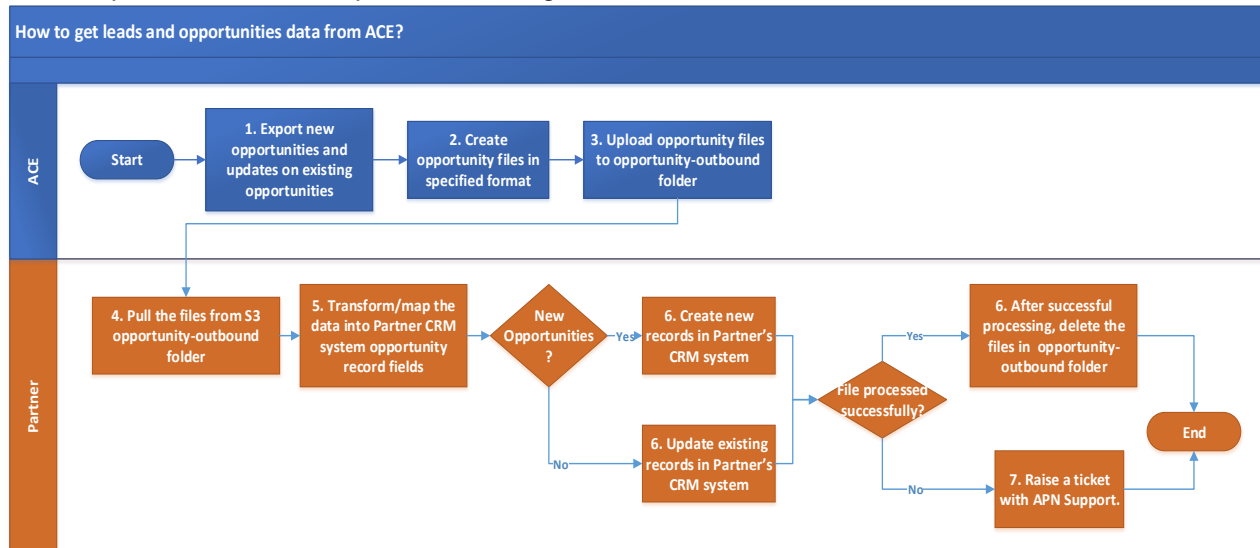 How to get leads and opportunities data from ACE?
ACE
Start
1. Export new
opportunities and
updates on existing
opportunities
2. Create
opportunity files in
specified format
3. Upload opportunity files
to opportunity-outbound
folder
Partner
4. Pull the files from S3
opportunity-outbound
folder
5. Transform/map the
data into Partner CRM
system opportunity
record fields
New
Opportunities
?
Yes
6. Create new
records in Partner's
CRM system
No
6. Update existing
records in Partner's
CRM system
File processed
successfully?
Yes
6. After successful
processing, delete the
files in opportunity-
outbound folder
No
7. Raise a ticket
with APN Support.
End